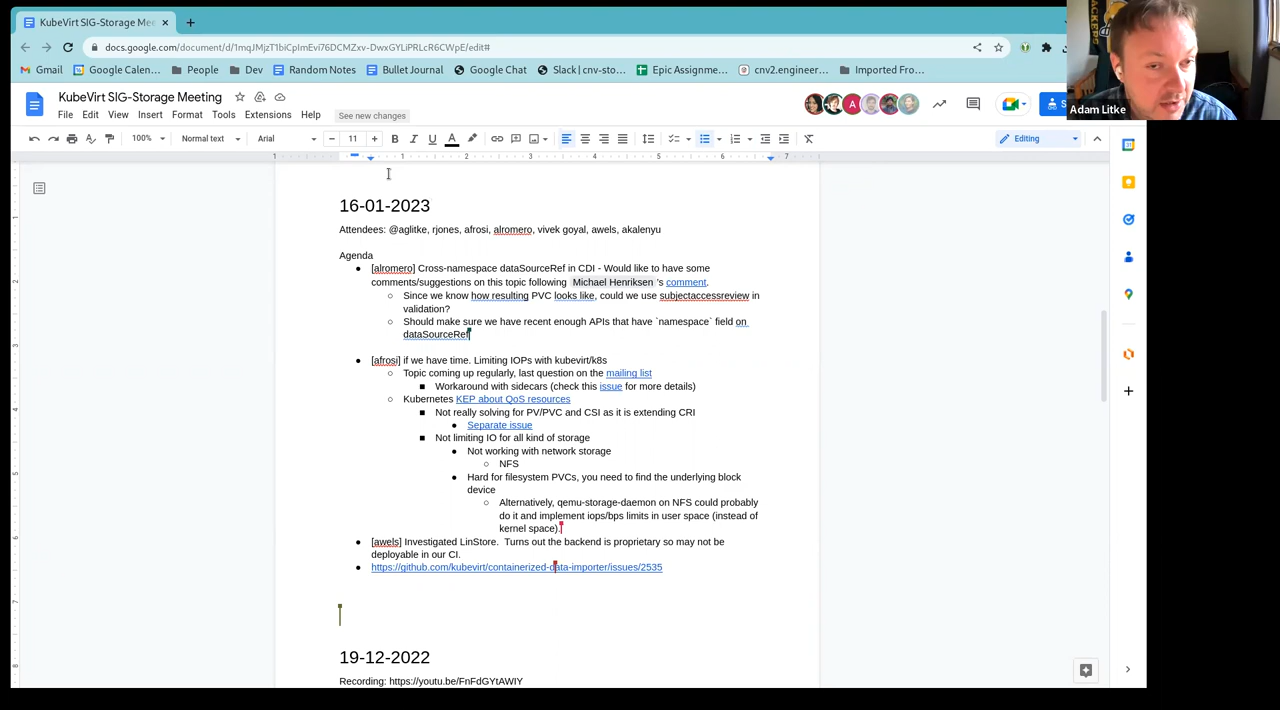 KubeVirt SIG-Storage Mee
docs.google.com/document/d/1mqJMjzT1biCpImEvi76DCMZxv-DwxGYLiPRLcR6CWpE/edit#
Gmail
Google Calen...
People
Dev
Random Notes
Bullet Journal
Google Chat
Slack | cnv-sto...
Epic Assignme...
cnv2.engineer...
Imported Fro...
Adam Litke
KubeVirt SIG-Storage Meeting
File Edit View Insert Format Tools Extensions Help
See new changes
100% Normal text Arial 11
Editing
1 1 2 3 4 5 6 7
16-01-2023
Attendees: @aglitke, rjones, afrosi, alromero, vivek goyal, awels, akalenyu
Agenda
● [alromero] Cross-namespace dataSourceRef in CDI - Would like to have some
comments/suggestions on this topic following Michael Henriksen 's comment.
○ Since we know how resulting PVC looks like, could we use subjectaccessreview in
validation?
○ Should make sure we have recent enough APIs that have `namespace` field on
dataSourceRef
● [afrosi] if we have time. Limiting IOPs with kubevirt/k8s
○ Topic coming up regularly, last question on the mailing list
■ Workaround with sidecars (check this issue for more details)
○ Kubernetes KEP about QoS resources
■ Not really solving for PV/PVC and CSI as it is extending CRI
● Separate issue
■ Not limiting IO for all kind of storage
● Not working with network storage
○ NFS
● Hard for filesystem PVCs, you need to find the underlying block
device
○ Alternatively, qemu-storage-daemon on NFS could probably
do it and implement iops/bps limits in user space (instead of
kernel space).
● [awels] Investigated LinStore. Turns out the backend is proprietary so may not be
deployable in our CI.
● https://github.com/kubevirt/containerized-data-importer/issues/2535
19-12-2022
Recording: https://youtu.be/FnFdGYtAWIY